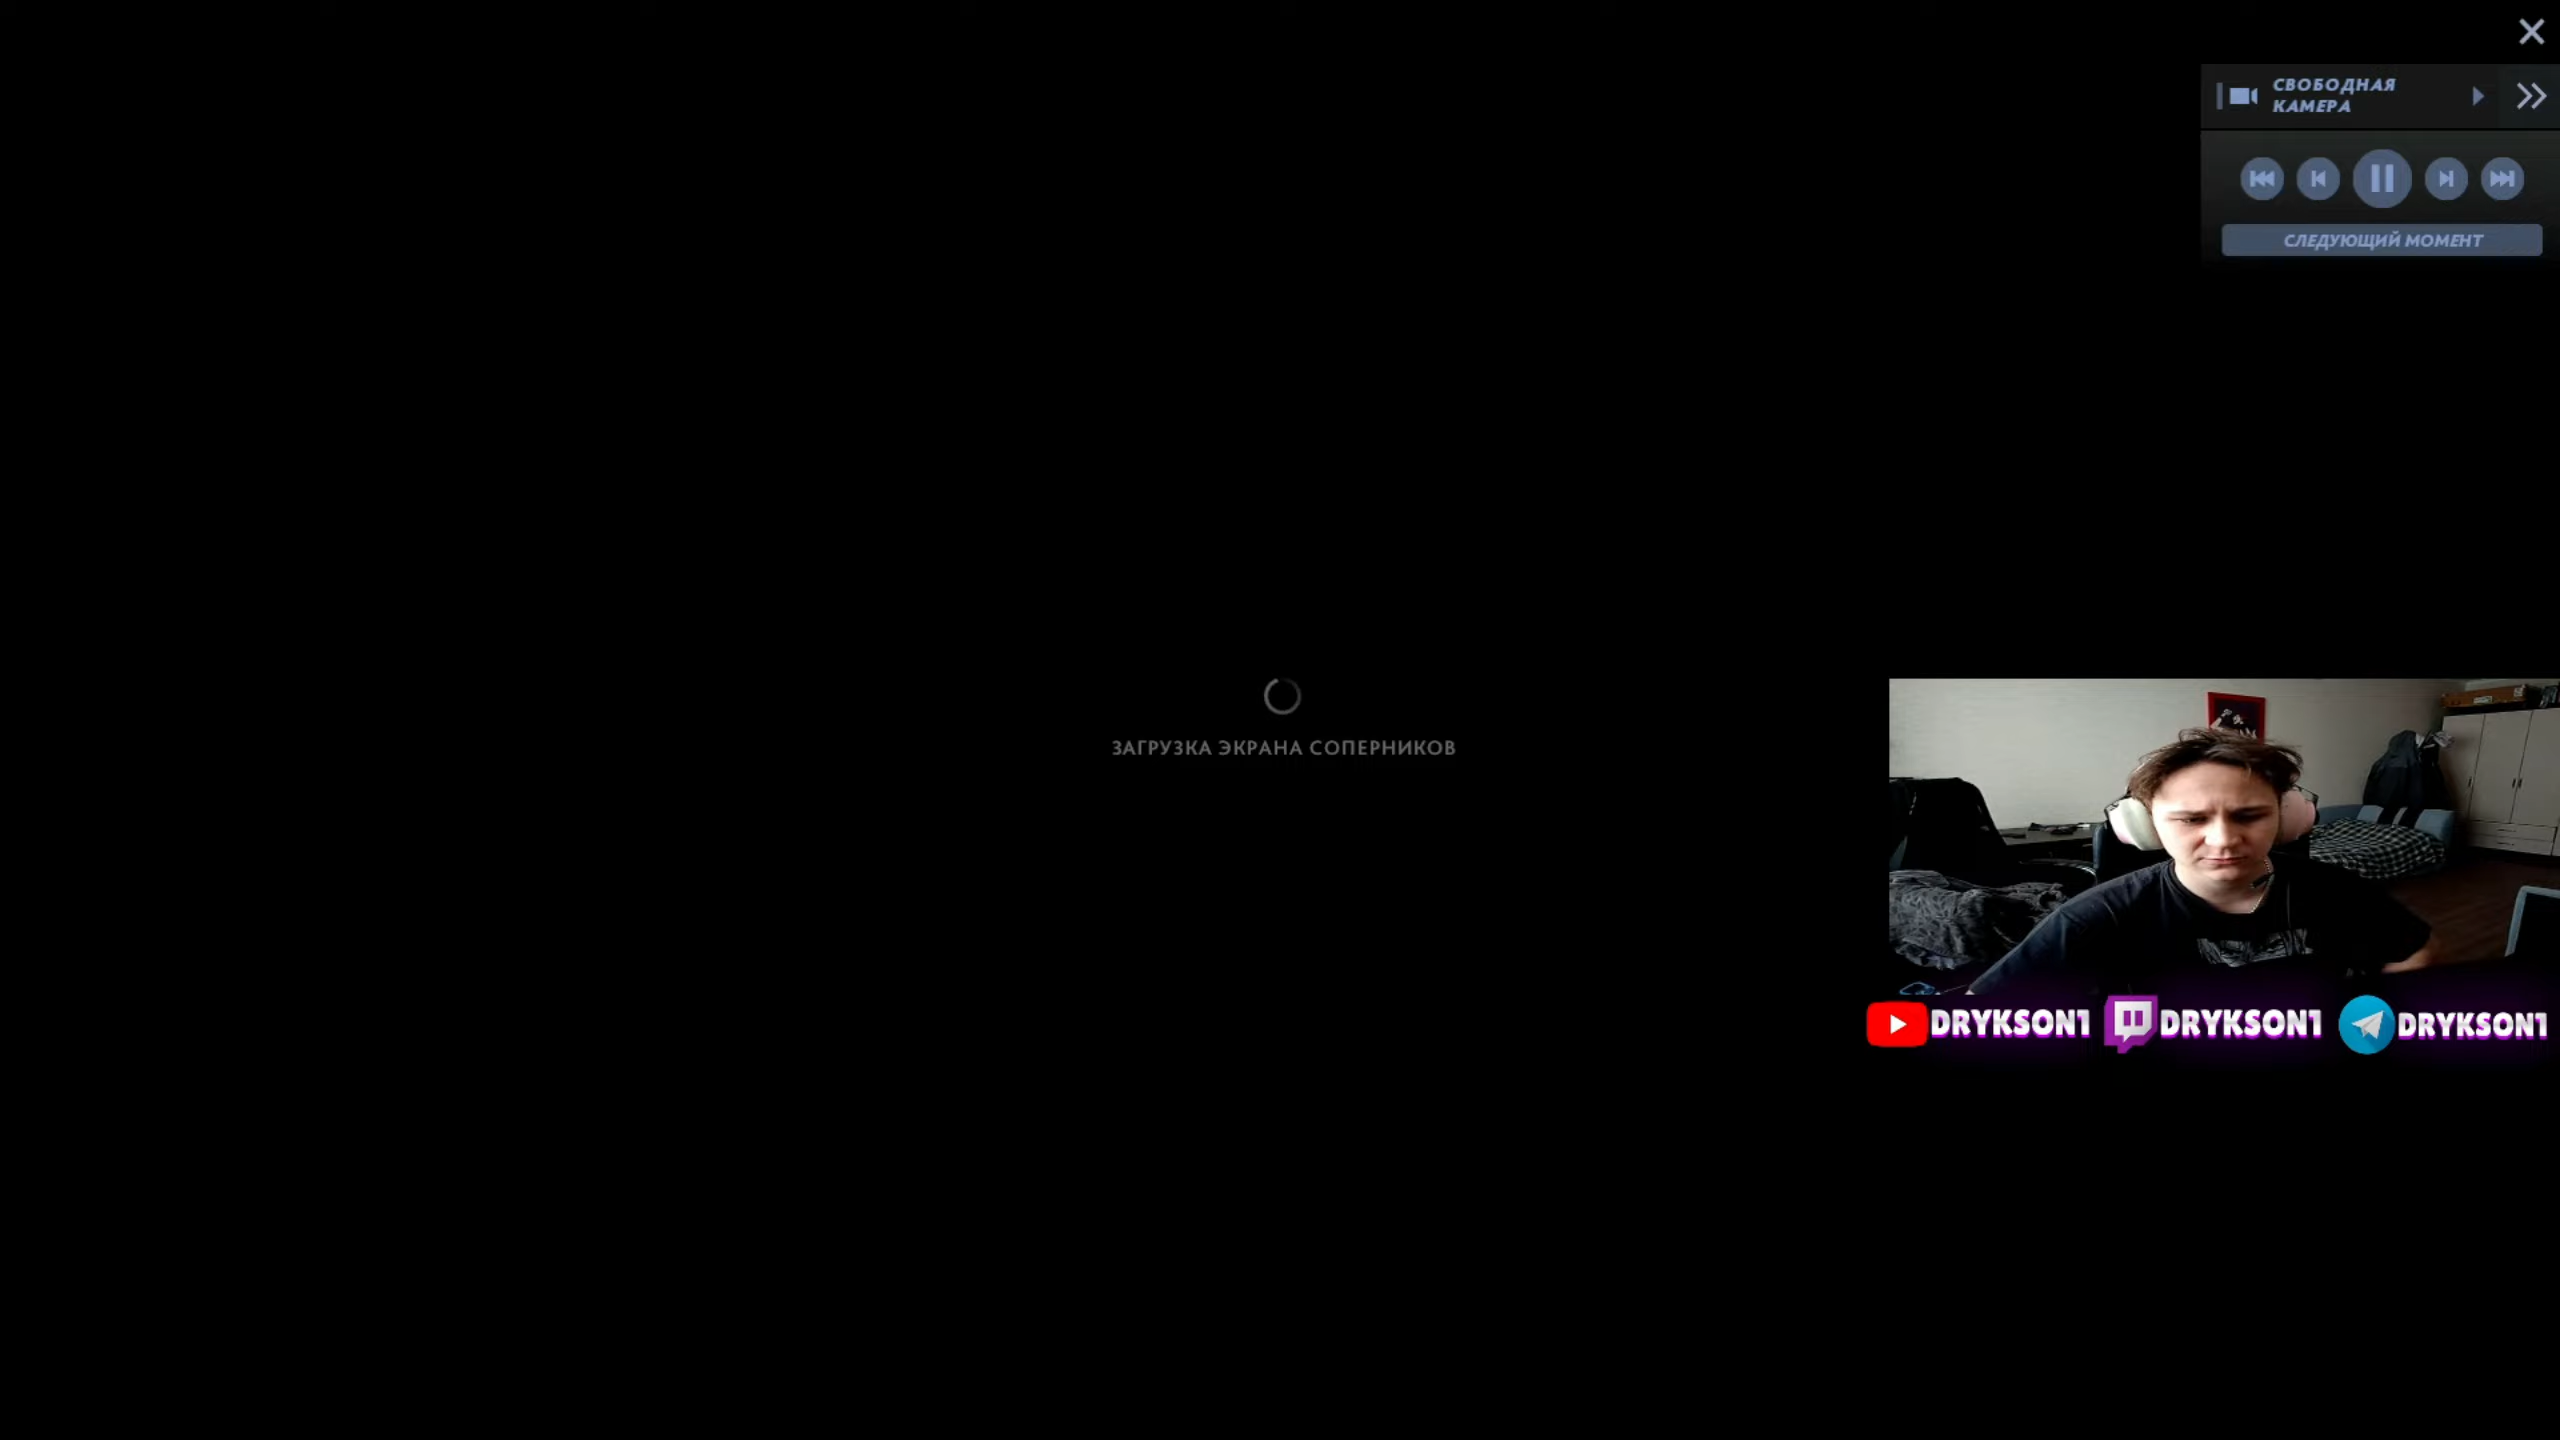 СВОБОДНАЯ
КАМЕРА
СЛЕДУЮЩИЙ МОМЕНТ
ЗАГРУЗКА ЭКРАНА СОПЕРНИКОВ
DRYKSON1 DRYKSON1 DRYKSON1